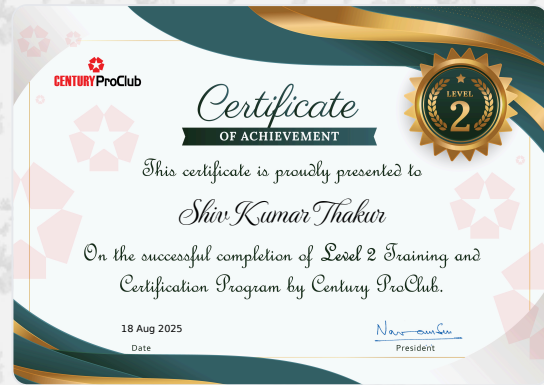 CENTURY ProClub
LEVEL
2
Certificate
OF ACHIEVEMENT
This certificate is proudly presented to
Shiv Kumar Thakur
On the successful completion of Level 2 Training and
Certification Program by Century ProClub.
18 Aug 2025
Date
President